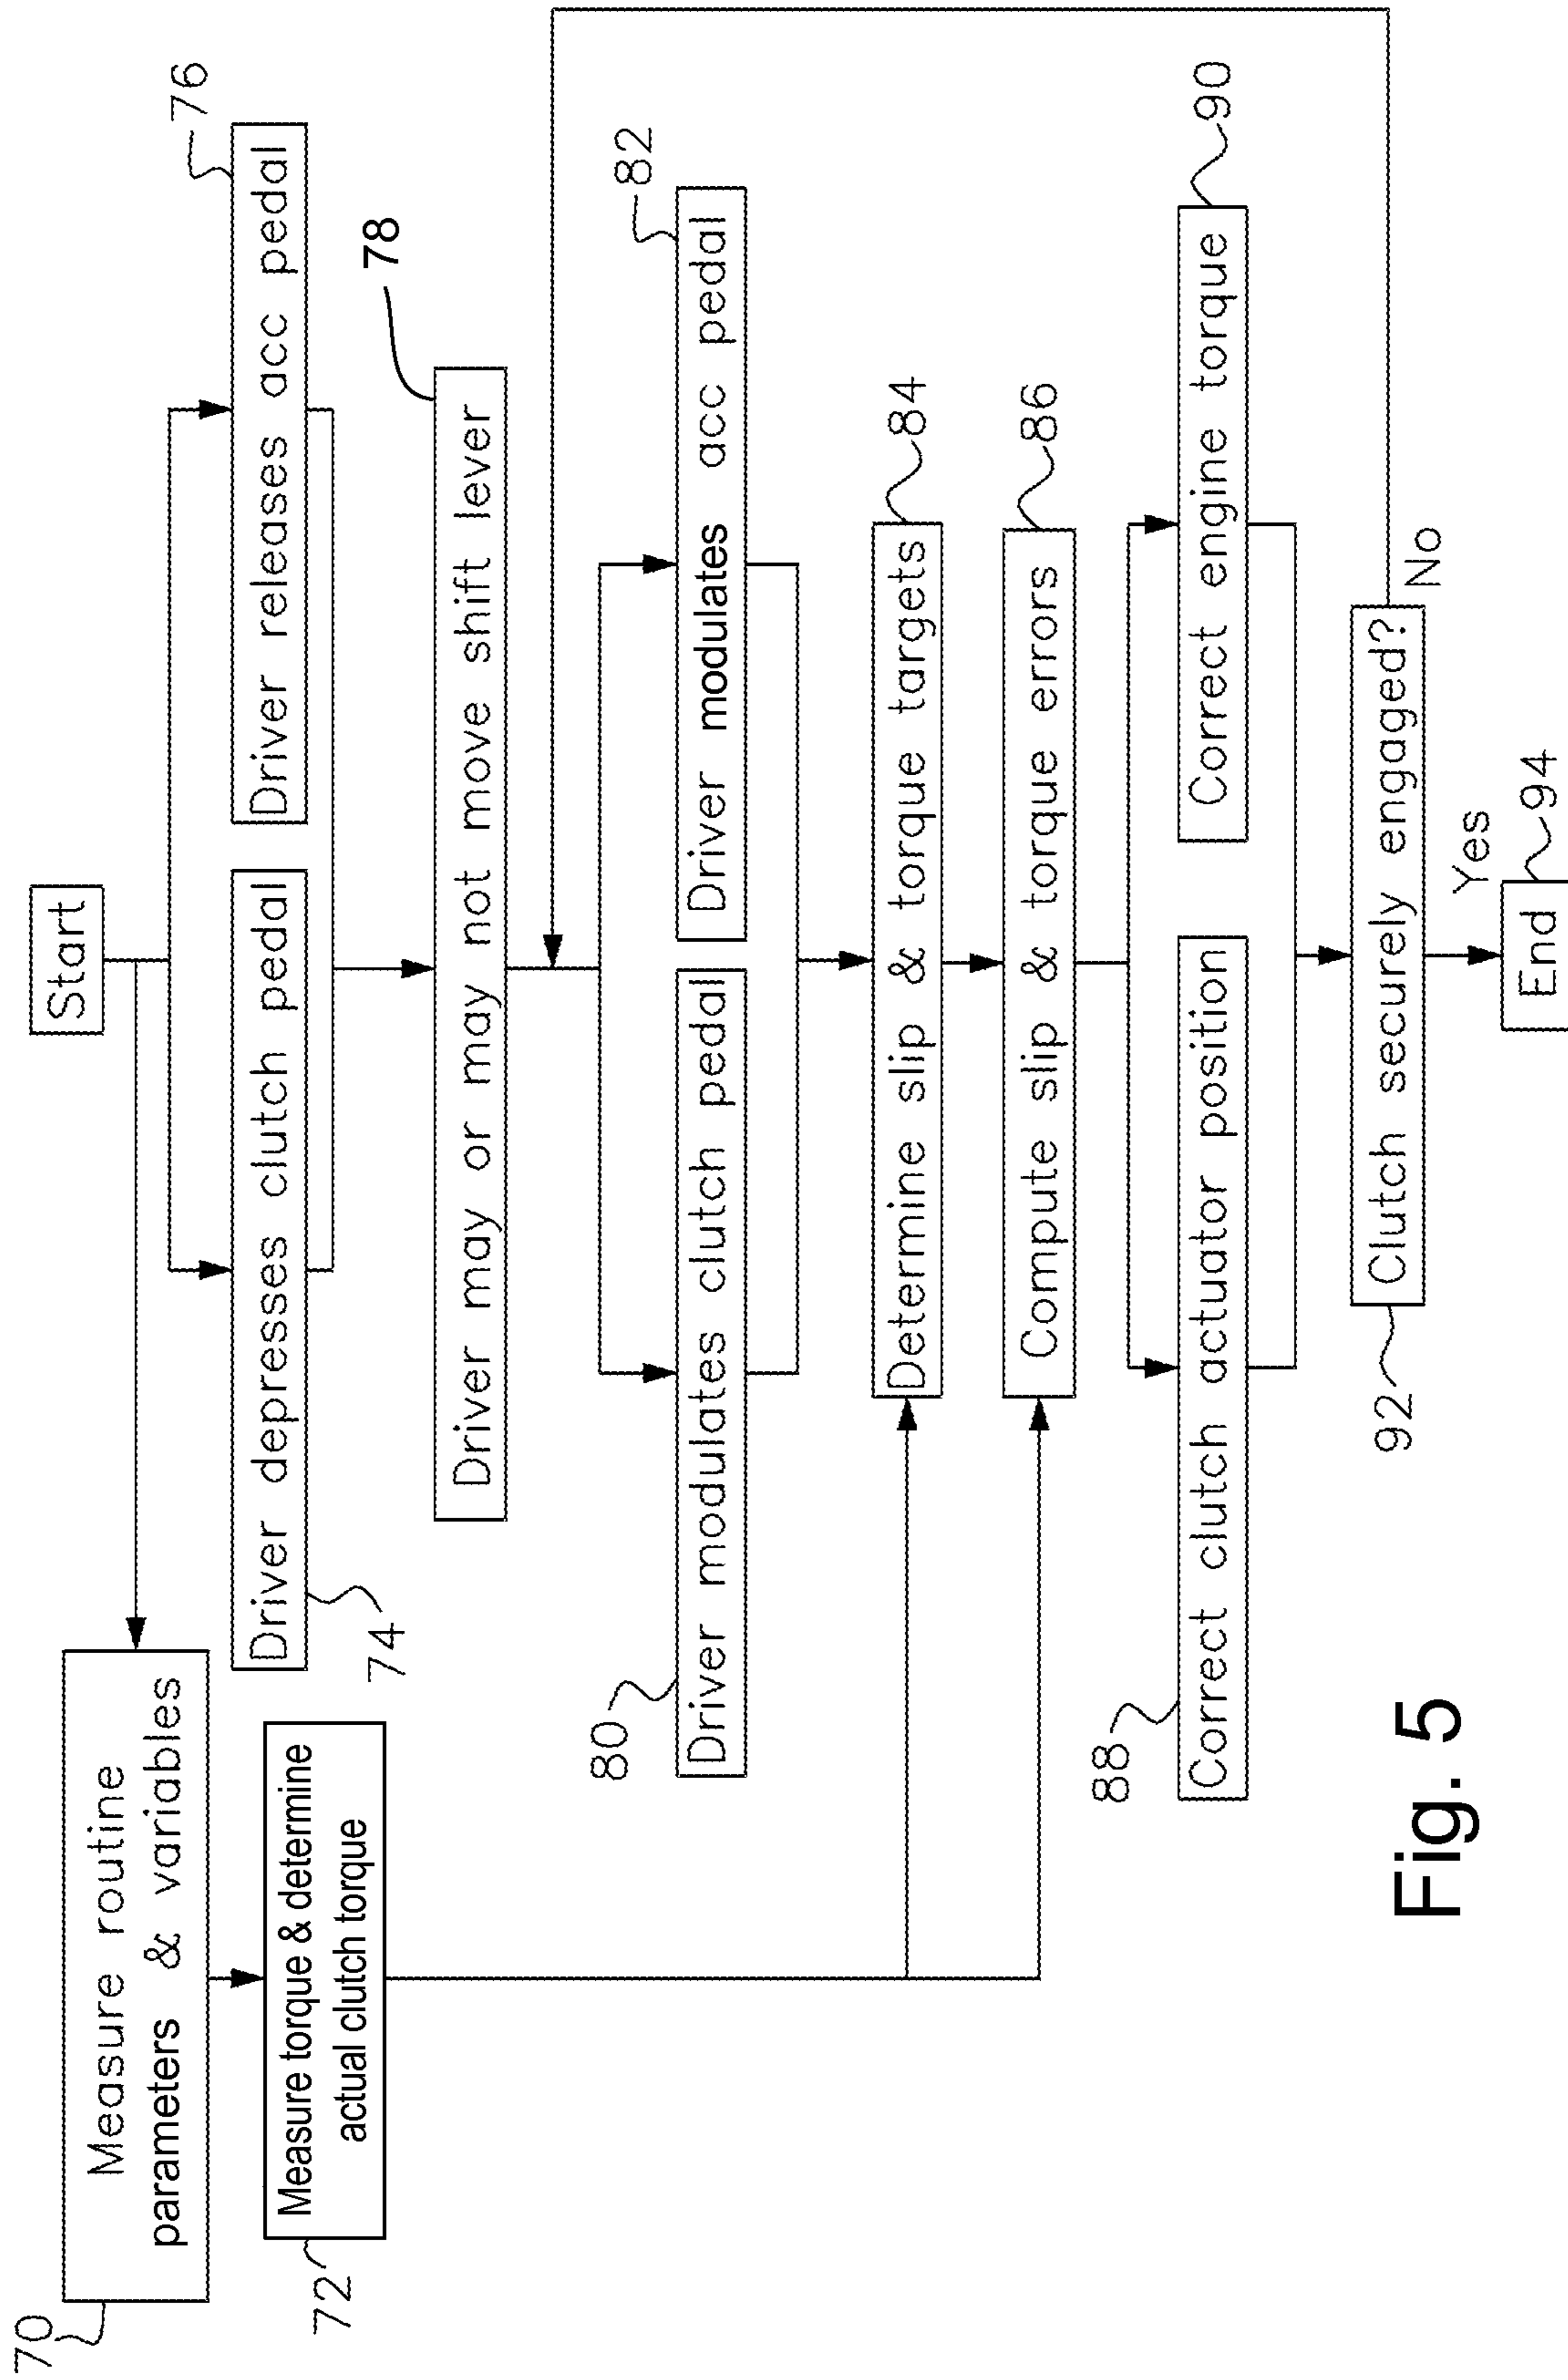 Start
70
Measure routine
parameters & variables
72
Measure torque & determine
actual clutch torque
74
Driver depresses clutch pedal
76
Driver releases acc pedal
78
Driver may or may not move shift lever
80
Driver modulates clutch pedal
82
Driver modulates acc pedal
Determine slip & torque targets
84
Compute slip & torque errors
86
88
Correct clutch actuator position
Correct engine torque
90
92
Clutch securely engaged?
No
Yes
End
94
Fig. 5